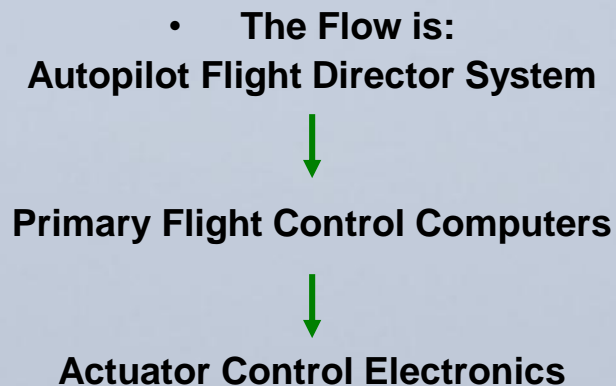 • The Flow is:
Autopilot Flight Director System
Primary Flight Control Computers
Actuator Control Electronics